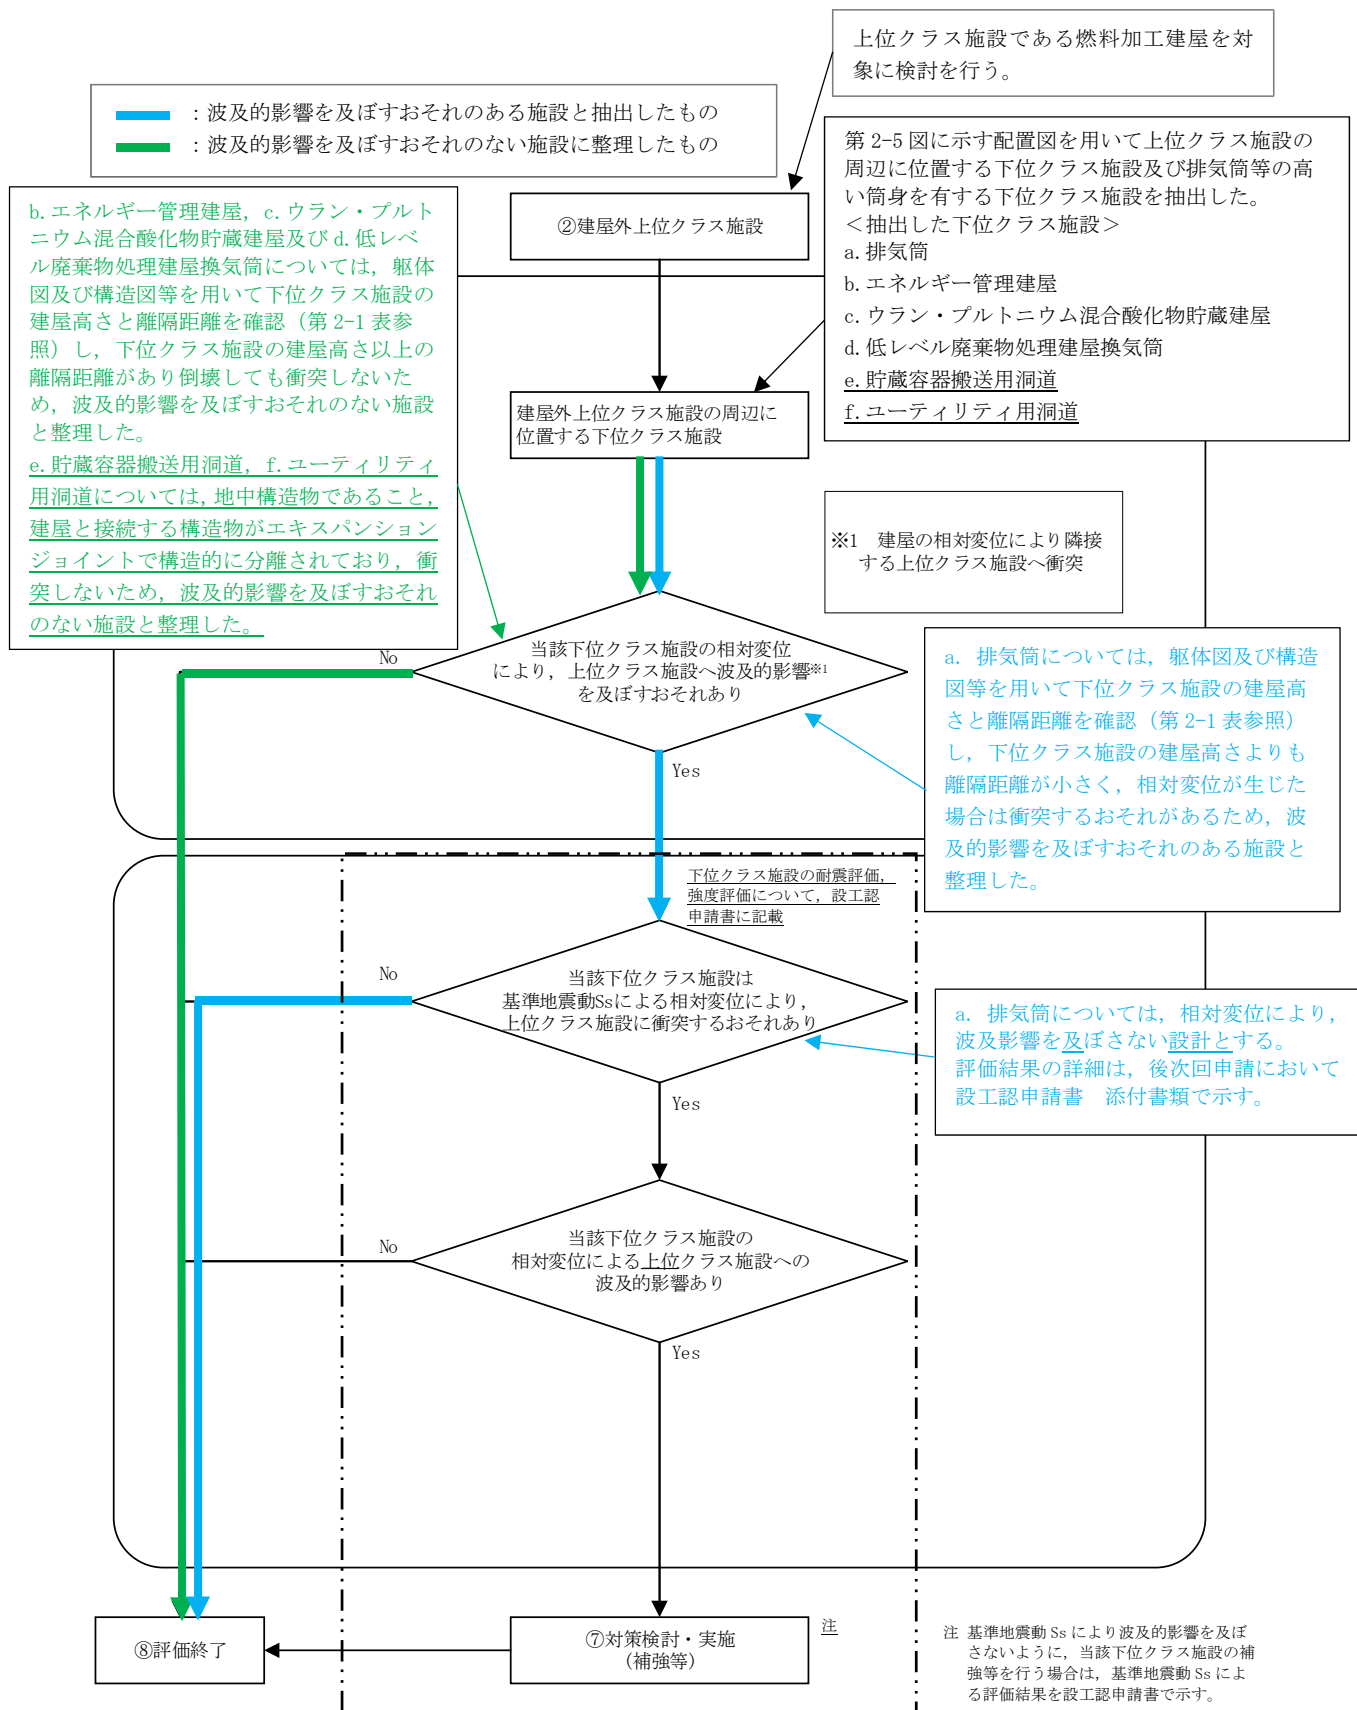 上位クラス施設である燃料加工建屋を対
象に検討を行う。
：波及的影響を及ぼすおそれのある施設と抽出したもの
：波及的影響を及ぼすおそれのない施設に整理したもの
第 2-5 図に示す配置図を用いて上位クラス施設の
周辺に位置する下位クラス施設及び排気筒等の高
い筒身を有する下位クラス施設を抽出した。
＜抽出した下位クラス施設＞
a.排気筒
b.エネルギー管理建屋
c.ウラン・プルトニウム混合酸化物貯蔵建屋
d.低レベル廃棄物処理建屋換気筒
e.貯蔵容器搬送用洞道
f.ユーティリティ用洞道
b.エネルギー管理建屋，c.ウラン・プルト
ニウム混合酸化物貯蔵建屋及び d.低レベ
ル廃棄物処理建屋換気筒については，躯体
図及び構造図等を用いて下位クラス施設の
建屋高さと離隔距離を確認（第 2-1 表参
照）し，下位クラス施設の建屋高さ以上の
離隔距離があり倒壊しても衝突しないた
め，波及的影響を及ぼすおそれのない施設
と整理した。
e.貯蔵容器搬送用洞道，f.ユーティリティ
用洞道については，地中構造物であること，
建屋と接続する構造物がエキスパンション
ジョイントで構造的に分離されており，衝
突しないため，波及的影響を及ぼすおそれ
のない施設と整理した。
②建屋外上位クラス施設
建屋外上位クラス施設の周辺に
位置する下位クラス施設
※1　建屋の相対変位により隣接
する上位クラス施設へ衝突
当該下位クラス施設の相対変位
により，上位クラス施設へ波及的影響※1
を及ぼすおそれあり
No
Yes
a. 排気筒については，躯体図及び構造
図等を用いて下位クラス施設の建屋高
さと離隔距離を確認（第 2-1 表参照）
し，下位クラス施設の建屋高さよりも
離隔距離が小さく，相対変位が生じた
場合は衝突するおそれがあるため，波
及的影響を及ぼすおそれのある施設と
整理した。
下位クラス施設の耐震評価，
強度評価について，設工認
申請書に記載
No
当該下位クラス施設は
基準地震動Ssによる相対変位により，
上位クラス施設に衝突するおそれあり
Yes
a. 排気筒については，相対変位により，
波及影響を及ぼさない設計とする。
評価結果の詳細は，後次回申請において
設工認申請書　添付書類で示す。
No
当該下位クラス施設の
相対変位による上位クラス施設への
波及的影響あり
Yes
⑧評価終了
⑦対策検討・実施
（補強等）
注
注 基準地震動 Ss により波及的影響を及ぼ
さないように，当該下位クラス施設の補
強等を行う場合は，基準地震動 Ss によ
る評価結果を設工認申請書で示す。